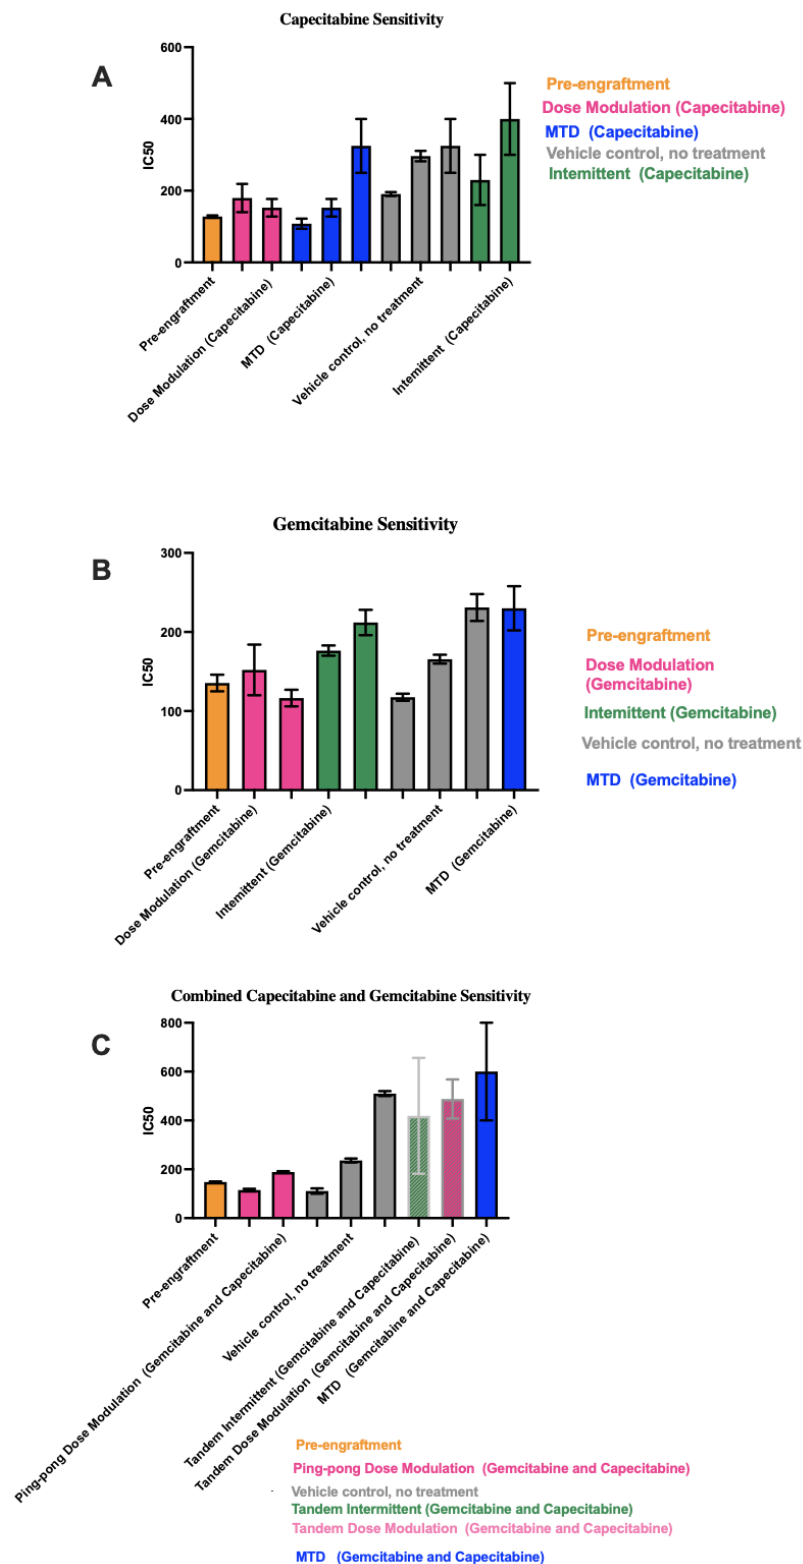 Capecitabine Sensitivity
A
600
400
200
0
IC50
Pre-engraftment
Dose Modulation (Capecitabine)
MTD (Capecitabine)
Vehicle control, no treatment
Intemittent (Capecitabine)
Pre-engraftment
Dose Modulation (Capecitabine)
MTD (Capecitabine)
Vehicle control, no treatment
Intemittent (Capecitabine)
Gemcitabine Sensitivity
B
300
200
100
0
IC50
Pre-engraftment
Dose Modulation (Gemcitabine)
Intemittent (Gemcitabine)
Vehicle control, no treatment
MTD (Gemcitabine)
Pre-engraftment
Dose Modulation
(Gemcitabine)
Intemittent (Gemcitabine)
Vehicle control, no treatment
MTD (Gemcitabine)
Combined Capecitabine and Gemcitabine Sensitivity
C
800
600
400
200
0
IC50
Pre-engraftment
Ping-pong Dose Modulation (Gemcitabine and Capecitabine)
Vehicle control, no treatment
Tandem Intermittent (Gemcitabine and Capecitabine)
Tandem Dose Modulation (Gemcitabine and Capecitabine)
MTD (Gemcitabine and Capecitabine)
Pre-engraftment
Ping-pong Dose Modulation (Gemcitabine and Capecitabine)
Vehicle control, no treatment
Tandem Intermittent (Gemcitabine and Capecitabine)
Tandem Dose Modulation (Gemcitabine and Capecitabine)
MTD (Gemcitabine and Capecitabine)